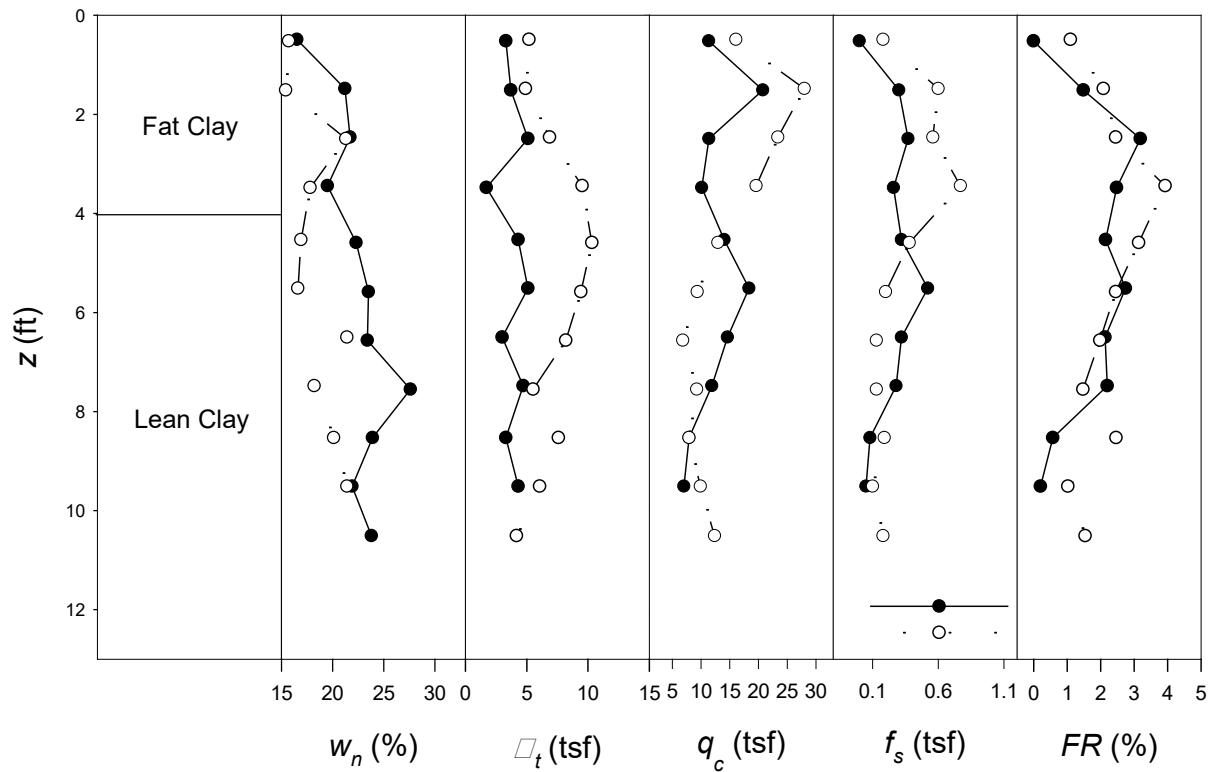 0
2
4
6
8
10
12
z (ft)
Fat Clay
Lean Clay
15 20 25 30
0 5 10 15
5 10 15 20 25 30
0.1 0.6 1.1
0 1 2 3 4 5
wn (%)
□t (tsf)
qc (tsf)
fs (tsf)
FR (%)